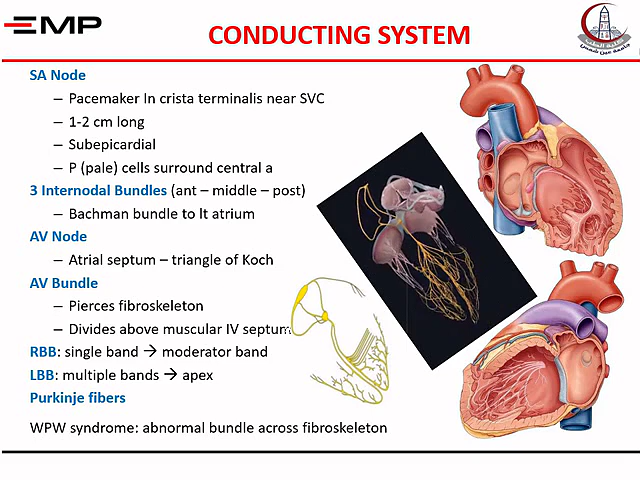 EMP
CONDUCTING SYSTEM
SA Node
– Pacemaker In crista terminalis near SVC
– 1-2 cm long
– Subepicardial
– P (pale) cells surround central a
3 Internodal Bundles (ant – middle – post)
– Bachman bundle to lt atrium
AV Node
– Atrial septum – triangle of Koch
AV Bundle
– Pierces fibroskeleton
– Divides above muscular IV septum
RBB: single band → moderator band
LBB: multiple bands → apex
Purkinje fibers
WPW syndrome: abnormal bundle across fibroskeleton